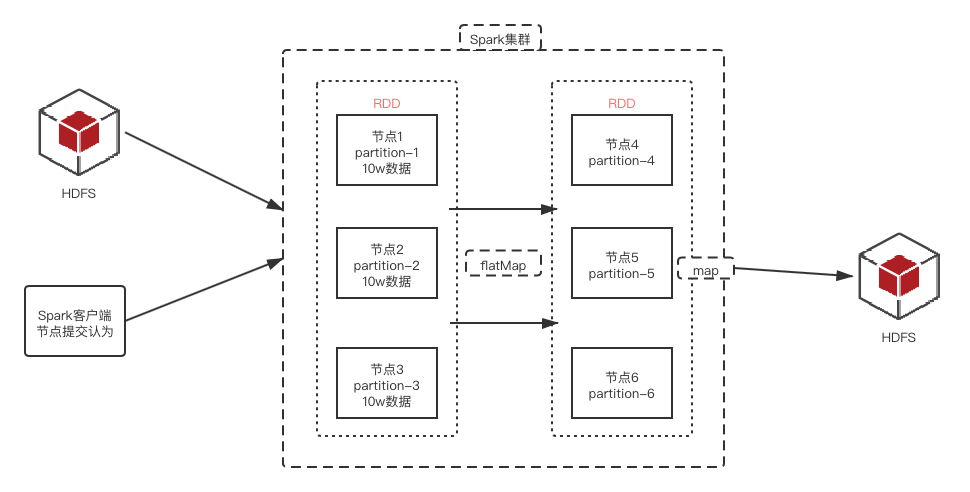 Spark集群
HDFS
Spark客户端
节点提交认为
RDD
节点1
partition-1
10w数据
节点2
partition-2
10w数据
节点3
partition-3
10w数据
flatMap
RDD
节点4
partition-4
节点5
partition-5
节点6
partition-6
map
HDFS